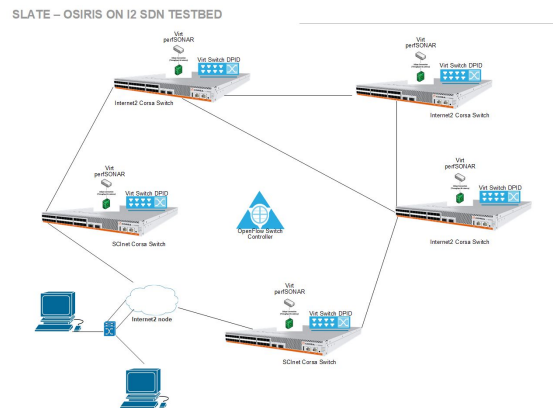 SLATE – OSIRIS ON I2 SDN TESTBED
Virt
perfSONAR
Virt Switch DPID
Internet2 Corsa Switch
Virt
perfSONAR
Virt Switch DPID
Internet2 Corsa Switch
Virt
perfSONAR
Virt Switch DPID
SCInet Corsa Switch
Virt
perfSONAR
Virt Switch DPID
Internet2 Corsa Switch
OpenFlow Switch
Controller
Internet2 node
Virt
perfSONAR
Virt Switch DPID
SCInet Corsa Switch